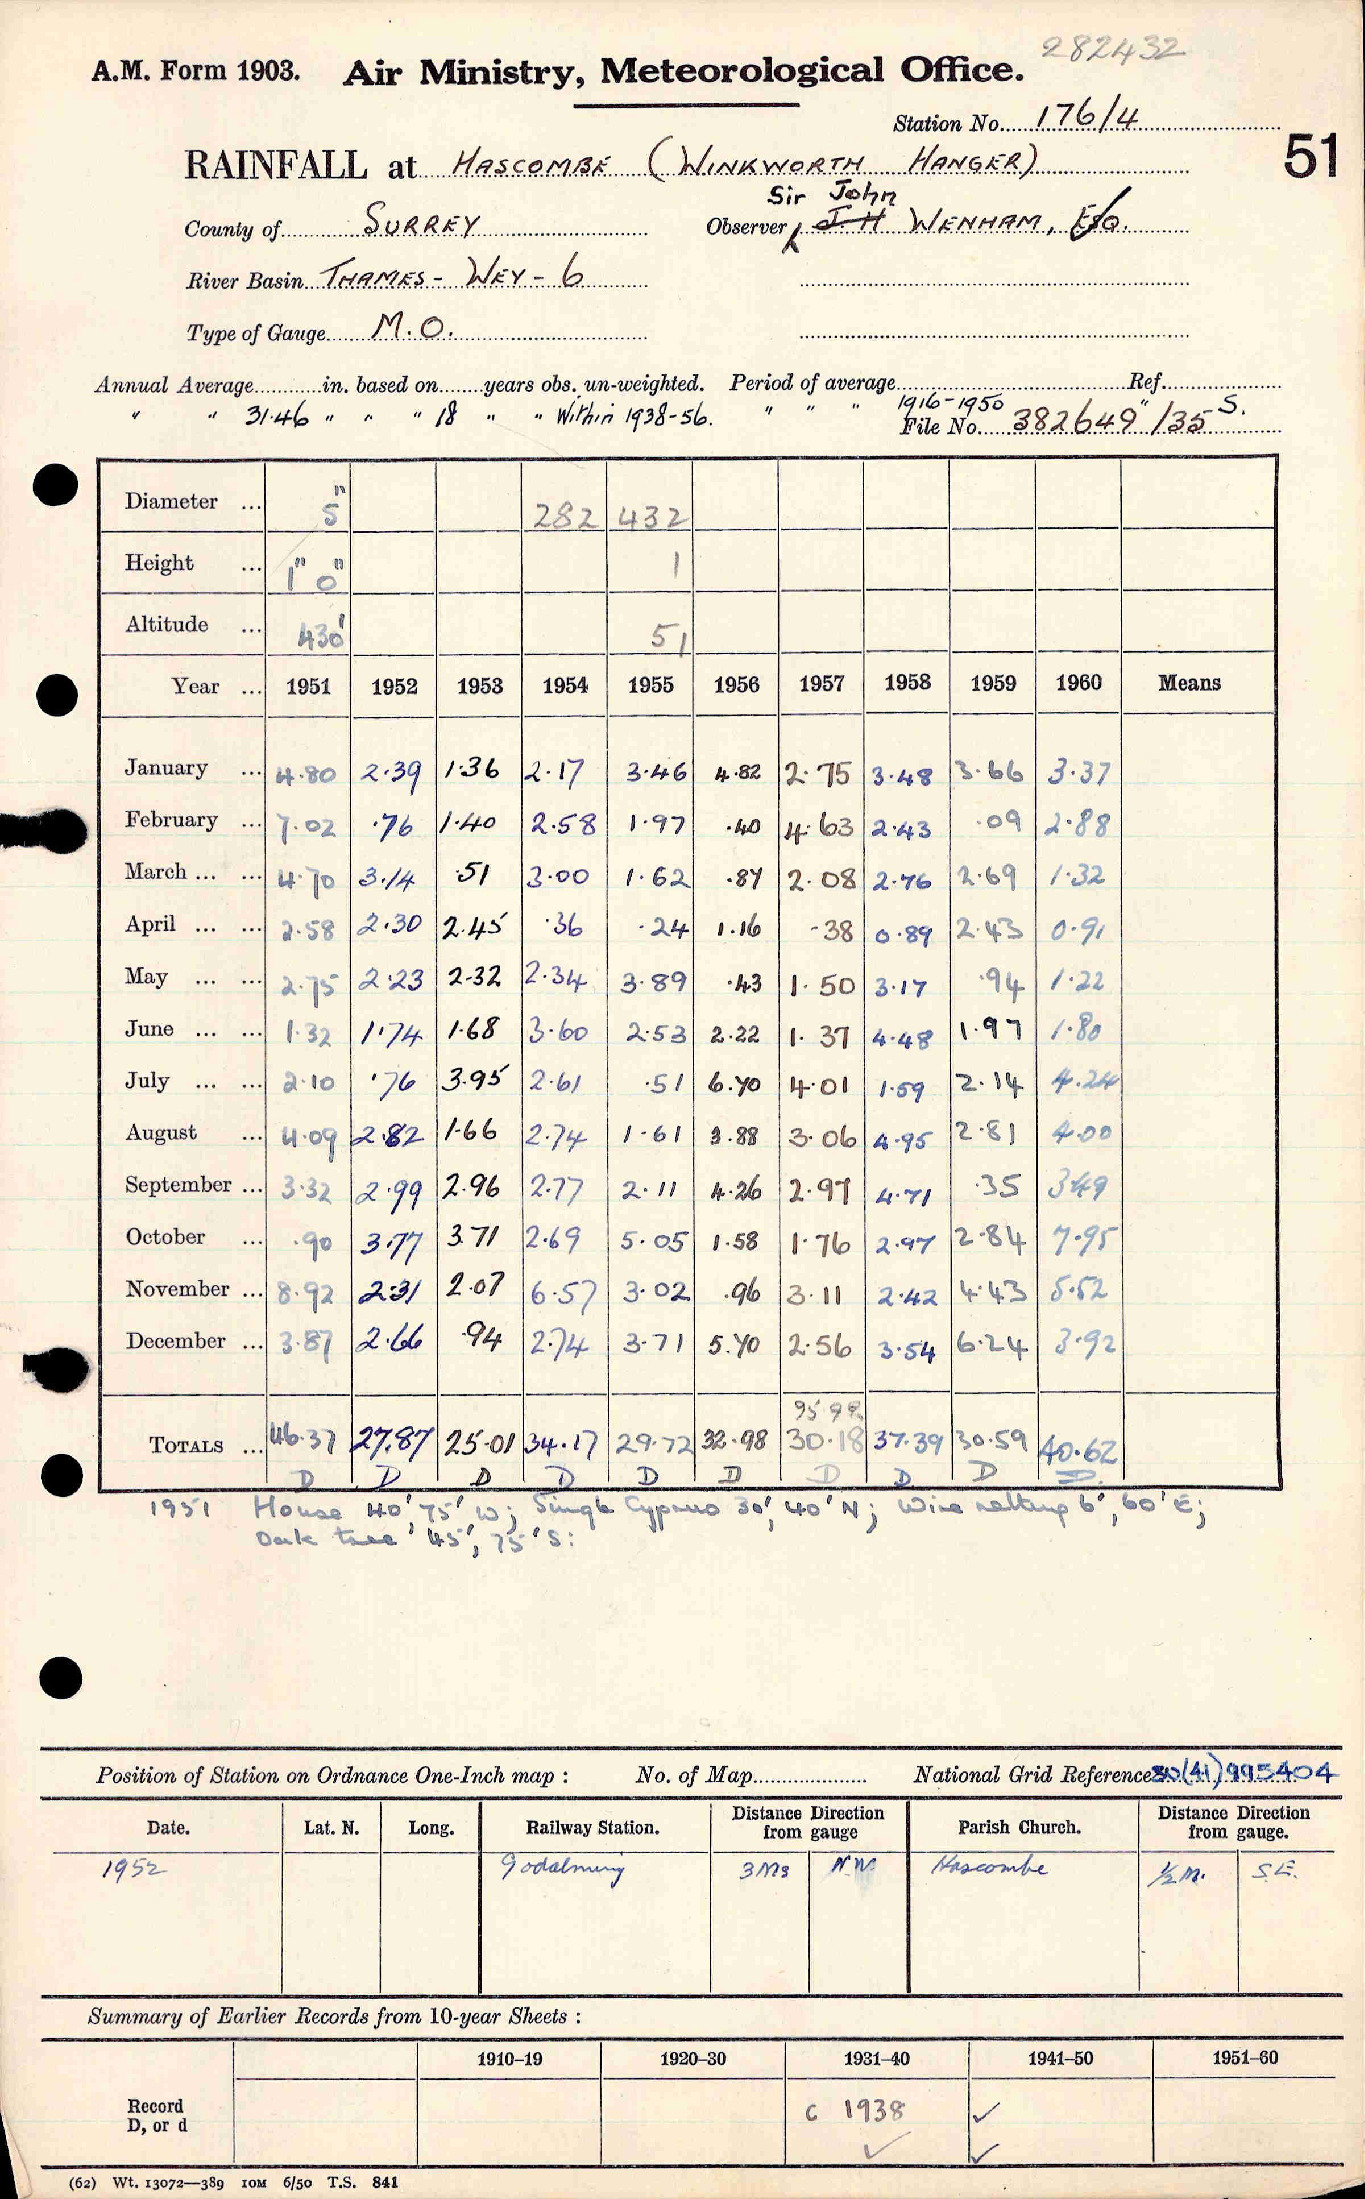 282432
A.M. Form 1903. Air Ministry, Meteorological Office.
Station No. 176/4
51
RAINFALL at HASCOMBE (WINKWORTH HANGER)
Sir John
County of SURREY Observer J H WENHAM, ESQ.
River Basin THAMES - WEY - 6
Type of Gauge M.O.
Annual Average in. based on years obs. un-weighted. Period of average Ref.
" " 31.46 " " " 18 " " Within 1938-56. " " " 1916-1950 " S.
File No. 382649/35
Diameter ... 5" 282 432
Height ... 1" 0" 1
Altitude ... 430' 51
Year ... 1951 1952 1953 1954 1955 1956 1957 1958 1959 1960 Means
January ... 4.80 2.39 1.36 2.17 3.46 4.82 2.75 3.48 3.66 3.37
February ... 7.02 .76 1.40 2.58 1.97 .40 4.63 2.43 .09 2.88
March ... ... 4.70 3.14 .51 3.00 1.62 .87 2.08 2.76 2.69 1.32
April ... ... 2.58 2.30 2.45 .36 .24 1.16 .38 0.89 2.43 0.91
May ... ... 2.75 2.23 2.32 2.34 3.89 .43 1.50 3.17 .94 1.22
June ... ... 1.32 1.74 1.68 3.60 2.53 2.22 1.37 4.48 1.97 1.80
July ... ... 2.10 .76 3.95 2.61 .51 6.70 4.01 1.59 2.14 4.24
August ... 4.09 2.82 1.66 2.74 1.61 3.88 3.06 4.95 2.81 4.00
September ... 3.32 2.99 2.96 2.77 2.11 4.26 2.97 4.71 .35 3.49
October ... .90 3.77 3.71 2.69 5.05 1.58 1.76 2.97 2.84 7.95
November ... 8.92 2.31 2.07 6.57 3.02 .96 3.11 2.42 4.43 5.52
December ... 3.87 2.66 .94 2.74 3.71 5.70 2.56 3.54 6.24 3.92
TOTALS ... 46.37 27.87 25.01 34.17 29.72 32.98 30.18 37.39 30.59 40.62
D D D D D D D D D D
1951 House 40', 75', W; Single Cypress 30', 40' N; Wire netting 6', 60' E;
Oak tree 45', 75' S:
Position of Station on Ordnance One-Inch map : No. of Map National Grid Reference 50(41)995404
Date. Lat. N. Long. Railway Station. Distance Direction from gauge Parish Church. Distance Direction from gauge.
1952 Godalming 3 Mls N.W. Hascombe ½ M. S.E.
Summary of Earlier Records from 10-year Sheets :
1910–19 1920–30 1931–40 1941–50 1951–60
Record D, or d c 1938 ✓
✓ ✓
(62) Wt. 13072—389 10M 6/50 T.S. 841